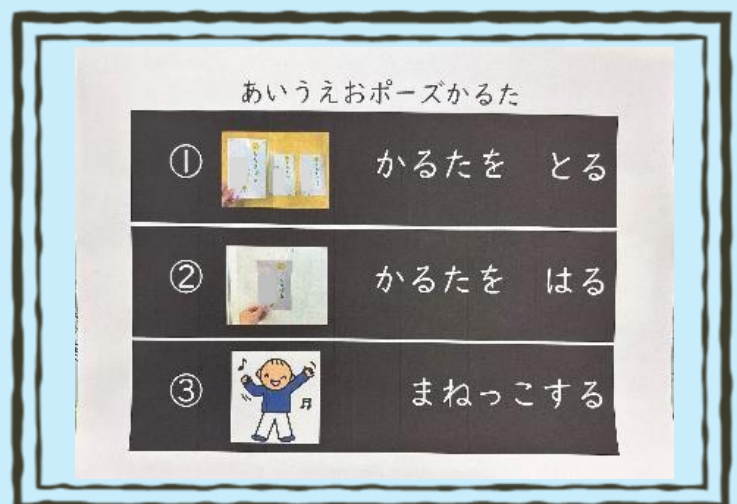 あいうえおポーズかるた
① かるたを とる
② かるたを はる
③ まねっこする